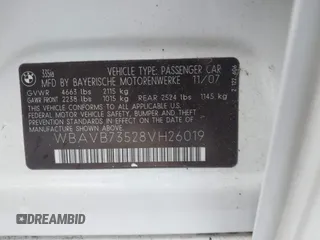 BMW
VEHICLE TYPE: PASSENGER CAR
MFG BY BAYERISCHE MOTORENWERKE 11/07
GVWR 4663 lbs 2115 kg
GAWR FRONT 2238 lbs 1015 kg REAR 2524 lbs 1145 kg
THIS VEHICLE CONFORMS TO ALL APPLICABLE U.S.
FEDERAL MOTOR VEHICLE SAFETY, BUMPER AND THEFT
PREVENTION STANDARDS IN EFFECT ON THE DATE OF
MANUFACTURE SHOWN ABOVE
WBAVB73528VH26019
DREAMBID